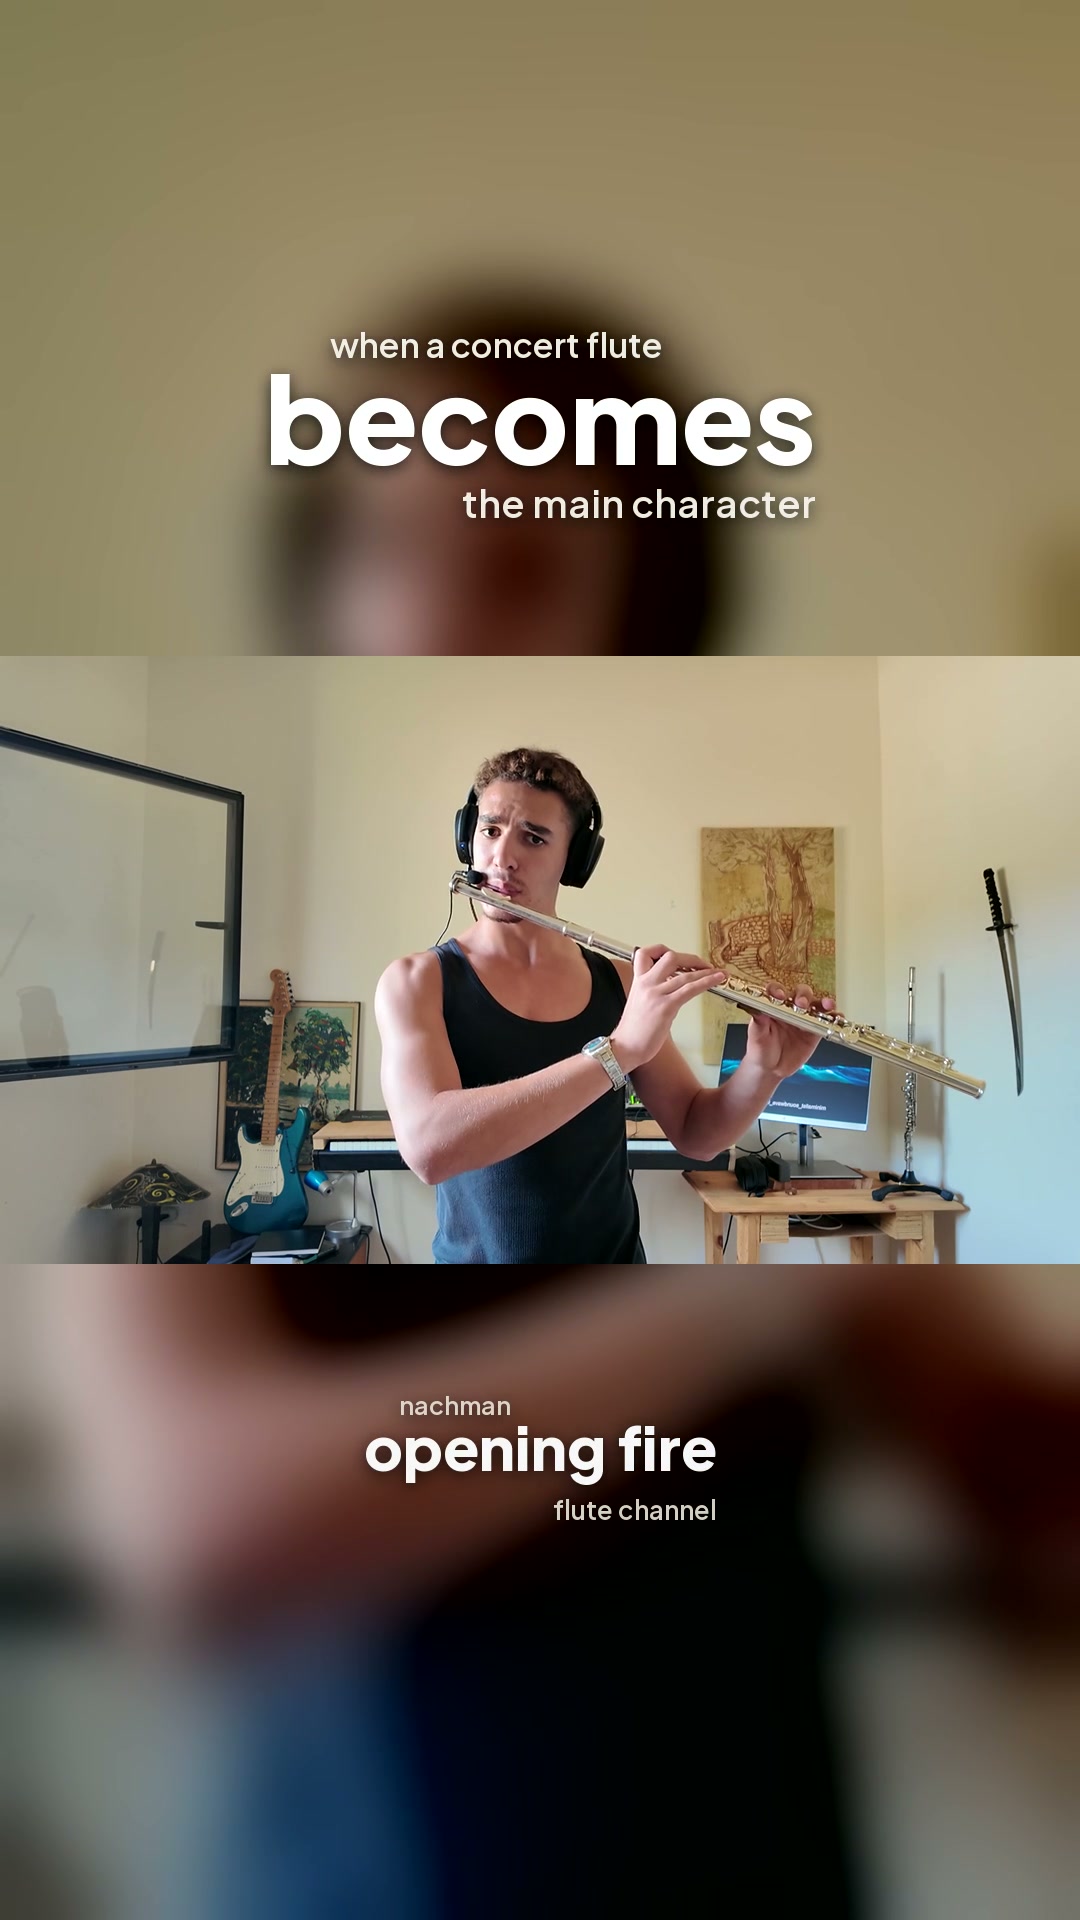 when a concert flute
becomes
the main character
nachman
opening fire
flute channel